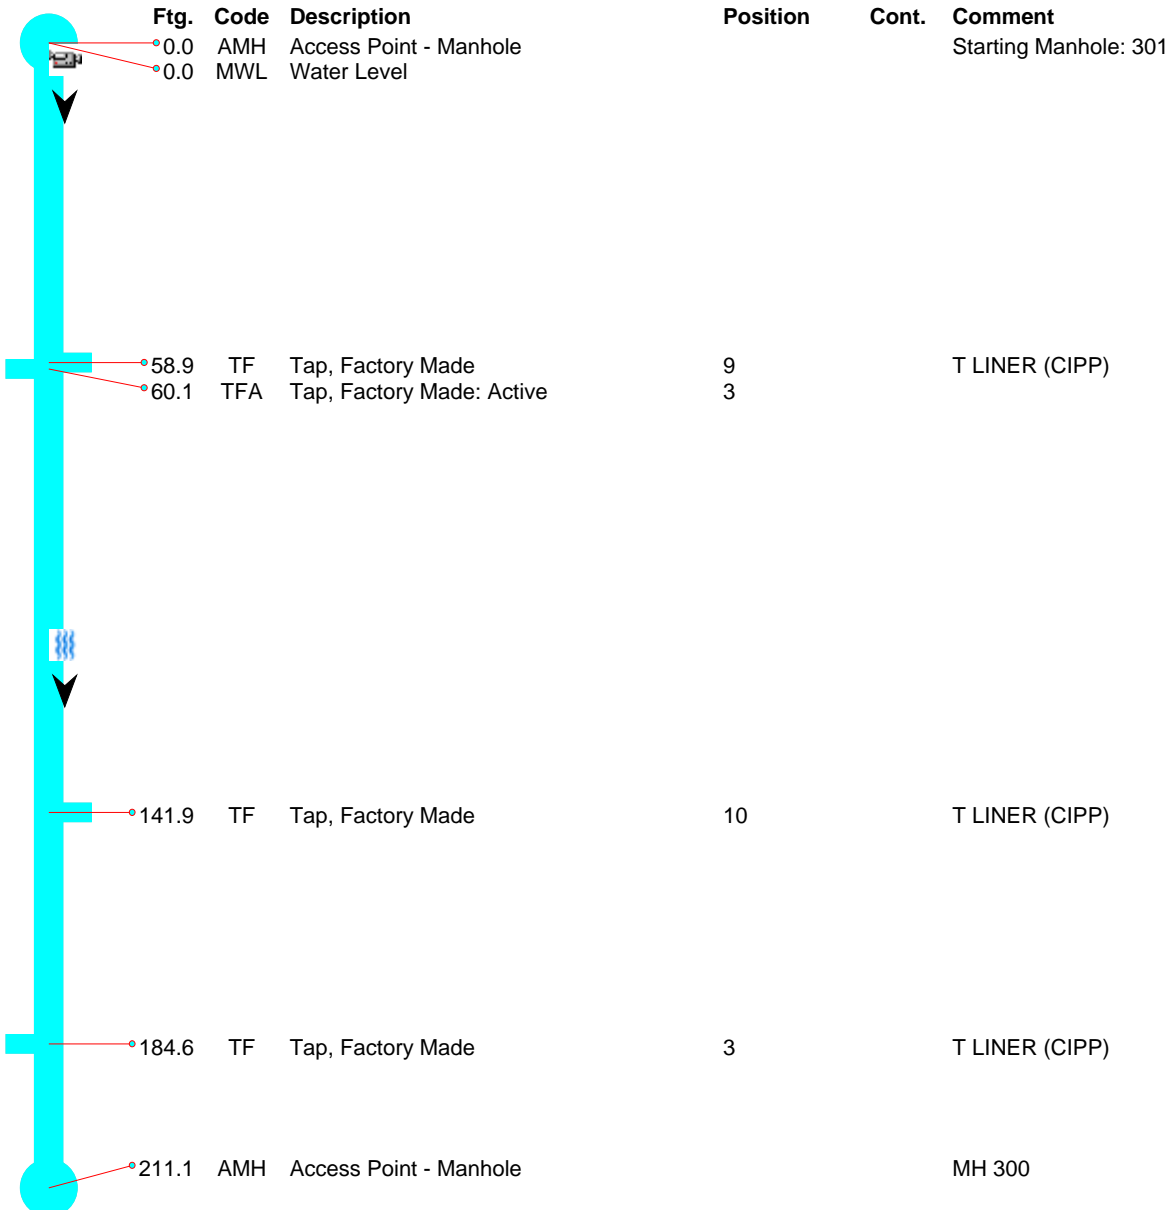 Ftg. Code Description Position Cont. Comment
0.0 AMH Access Point - Manhole Starting Manhole: 301
0.0 MWL Water Level
58.9 TF Tap, Factory Made 9 T LINER (CIPP)
60.1 TFA Tap, Factory Made: Active 3
141.9 TF Tap, Factory Made 10 T LINER (CIPP)
184.6 TF Tap, Factory Made 3 T LINER (CIPP)
211.1 AMH Access Point - Manhole MH 300